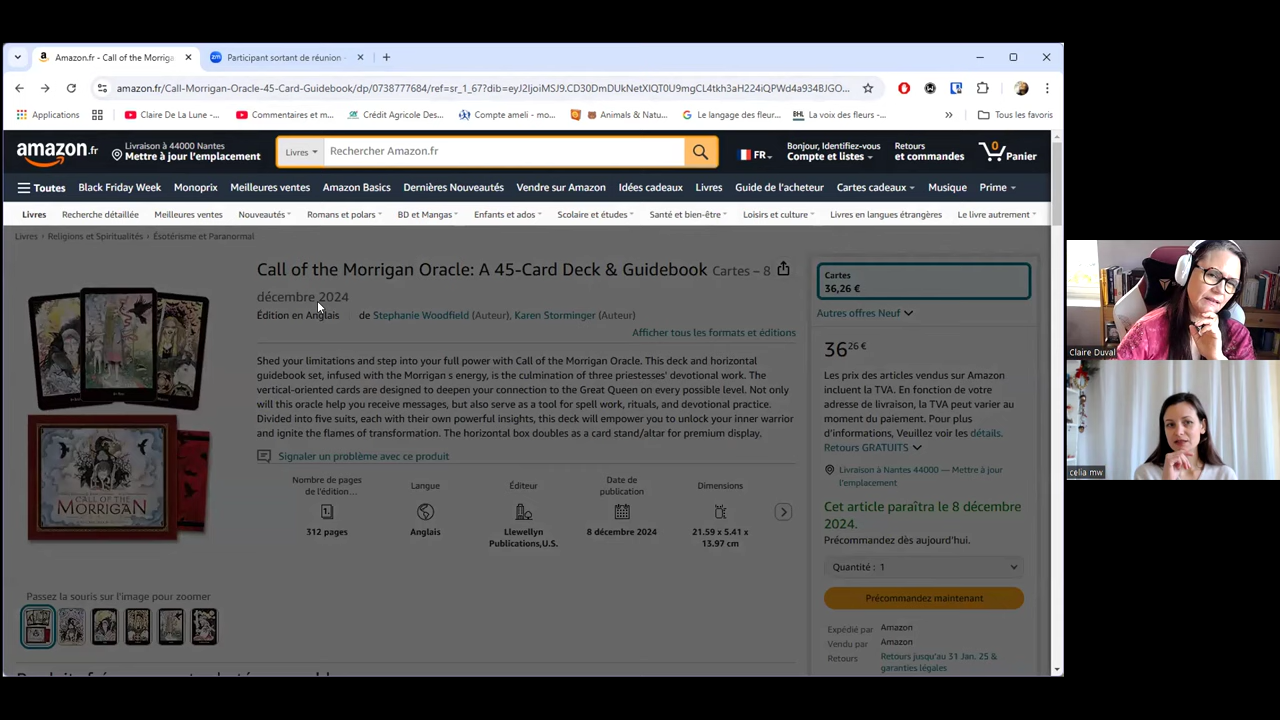 Amazon.fr - Call of the Morriga
Participant sortant de réunion -
amazon.fr/Call-Morrigan-Oracle-45-Card-Guidebook/dp/0738777684/ref=sr_1_67?dib=eyJ2IjoiMSJ9.CD30DmDUkNetXlQT0U9mgCL4tkh3aH224iQPWd4a934BJGO...
Applications
Claire De La Lune - ...
Commentaires et m...
Crédit Agricole Des...
Compte ameli - mo...
Animals & Natu...
Le langage des fleur...
BHL
La voix des fleurs -...
Tous les favoris
amazon.fr
Livraison à 44000 Nantes
Mettre à jour l'emplacement
Livres
Rechercher Amazon.fr
FR
Bonjour, Identifiez-vous
Compte et listes
Retours
et commandes
0
Panier
Toutes
Black Friday Week
Monoprix
Meilleures ventes
Amazon Basics
Dernières Nouveautés
Vendre sur Amazon
Idées cadeaux
Livres
Guide de l'acheteur
Cartes cadeaux
Musique
Prime
Livres
Recherche détaillée
Meilleures ventes
Nouveautés
Romans et polars
BD et Mangas
Enfants et ados
Scolaire et études
Santé et bien-être
Loisirs et culture
Livres en langues étrangères
Le livre autrement
Livres › Religions et Spiritualités › Ésotérisme et Paranormal
Call of the Morrigan Oracle: A 45-Card Deck & Guidebook Cartes – 8
décembre 2024
Édition en Anglais de Stephanie Woodfield (Auteur), Karen Storminger (Auteur)
Afficher tous les formats et éditions
Shed your limitations and step into your full power with Call of the Morrigan Oracle. This deck and horizontal
guidebook set, infused with the Morrigan s energy, is the culmination of three priestesses' devotional work. The
vertical-oriented cards are designed to deepen your connection to the Great Queen on every possible level. Not only
will this oracle help you receive messages, but also serve as a tool for spell work, rituals, and devotional practice.
Divided into five suits, each with their own powerful insights, this deck will empower you to unlock your inner warrior
and ignite the flames of transformation. The horizontal box doubles as a card stand/altar for premium display.
Signaler un problème avec ce produit
Nombre de pages
de l'édition...
312 pages
Langue
Anglais
Éditeur
Llewellyn
Publications,U.S.
Date de
publication
8 décembre 2024
Dimensions
21.59 x 5.41 x
13.97 cm
CALL OF THE
MORRIGAN
Passez la souris sur l'image pour zoomer
Cartes
36,26 €
Autres offres Neuf
36€26
Les prix des articles vendus sur Amazon
incluent la TVA. En fonction de votre
adresse de livraison, la TVA peut varier au
moment du paiement. Pour plus
d'informations, Veuillez voir les détails.
Retours GRATUITS
Livraison à Nantes 44000 — Mettre à jour
l'emplacement
Cet article paraîtra le 8 décembre
2024.
Précommandez dès aujourd'hui.
Quantité : 1
Précommandez maintenant
Expédié par Amazon
Vendu par Amazon
Retours Retours jusqu'au 31 Jan. 25 &
garanties légales
Claire Duval
celia mw